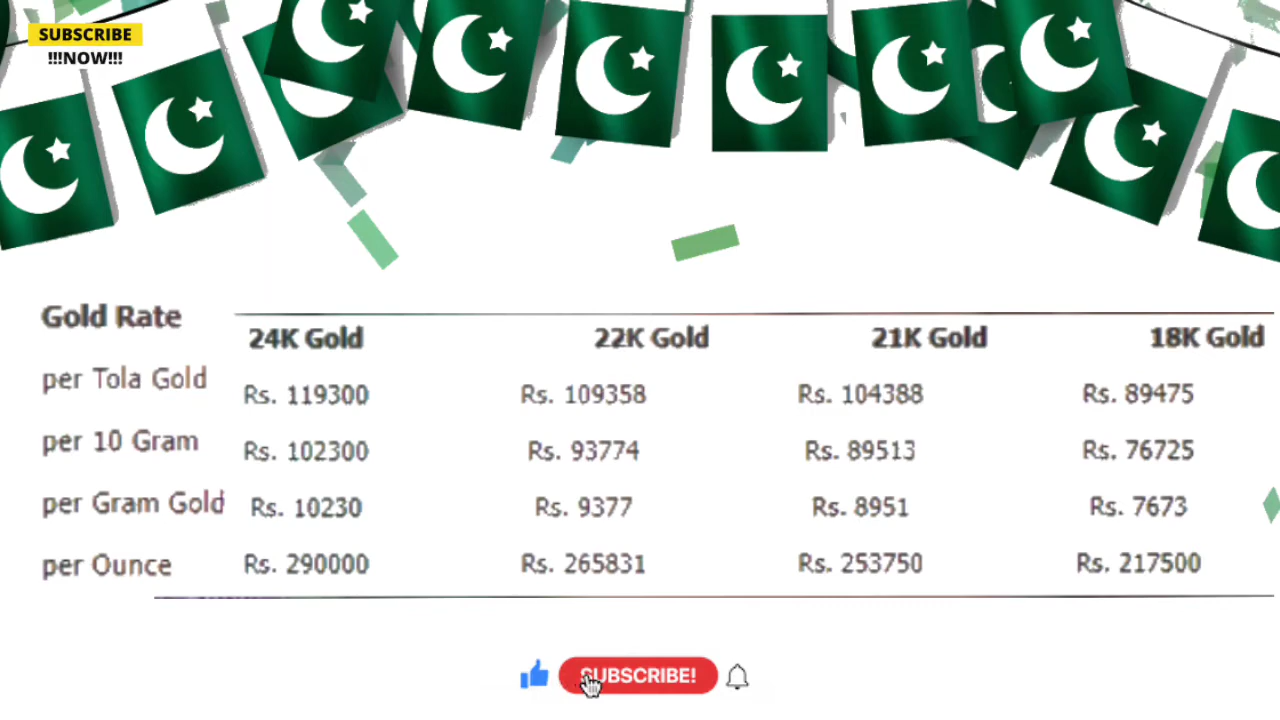 SUBSCRIBE
!!!NOW!!!
Gold Rate
24K Gold 22K Gold 21K Gold 18K Gold
per Tola Gold Rs. 119300 Rs. 109358 Rs. 104388 Rs. 89475
per 10 Gram Rs. 102300 Rs. 93774 Rs. 89513 Rs. 76725
per Gram Gold Rs. 10230 Rs. 9377 Rs. 8951 Rs. 7673
per Ounce Rs. 290000 Rs. 265831 Rs. 253750 Rs. 217500
SUBSCRIBE!